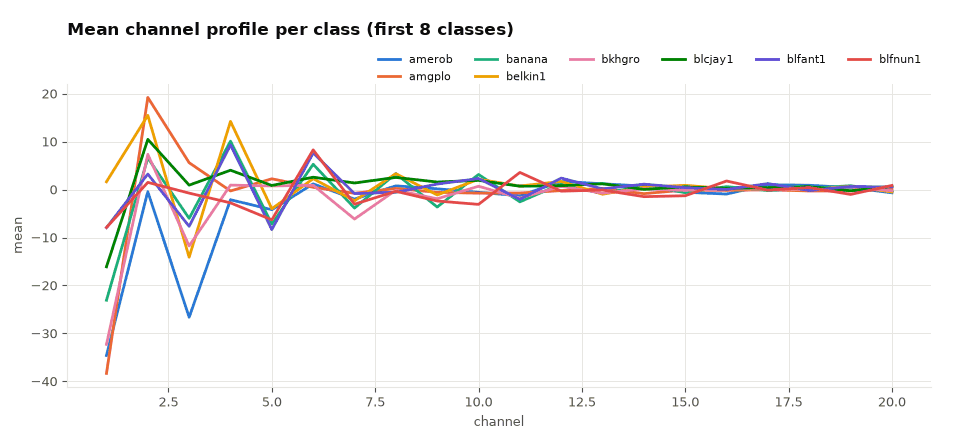 Mean channel profile per class (first 8 classes)
amerob banana bkhgro blcjay1 blfant1 blfnun1
amgplo belkin1
20
10
0
−10
−20
−30
−40
mean
2.5 5.0 7.5 10.0 12.5 15.0 17.5 20.0
channel